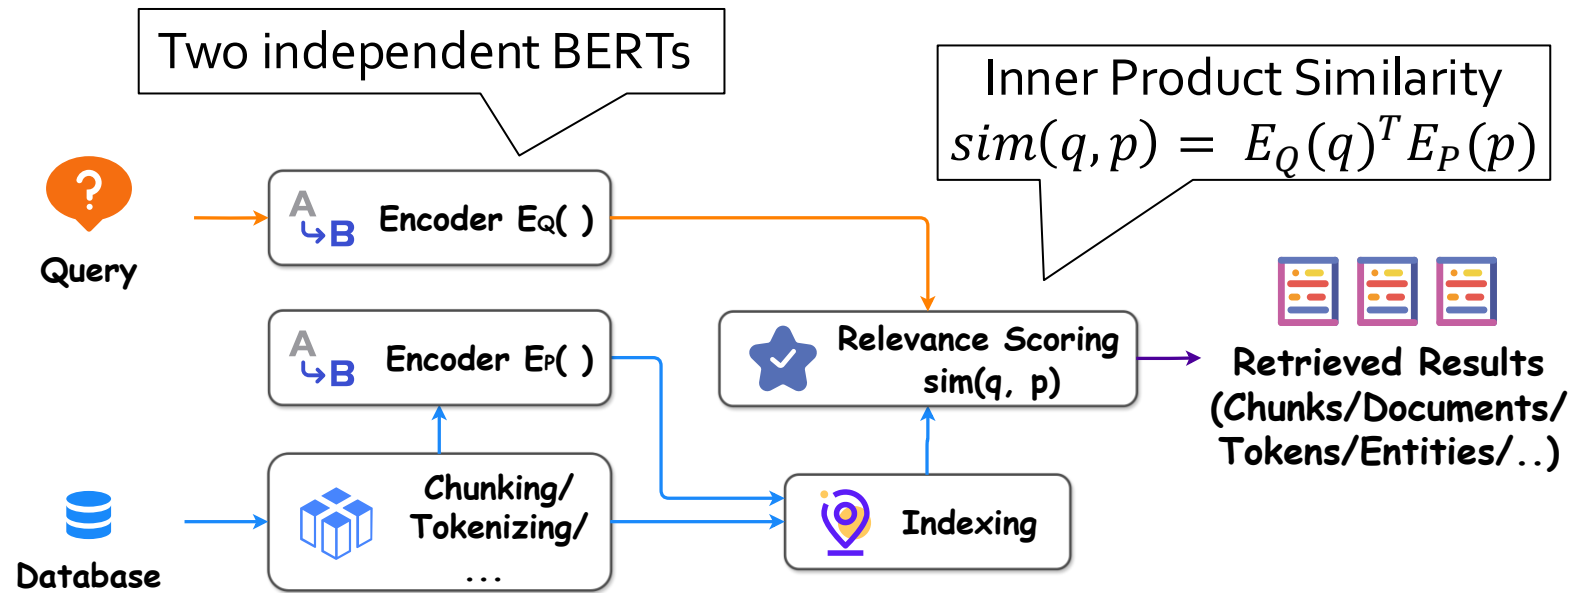 Two independent BERTs
Inner Product Similarity
sim(q, p) = E_Q(q)^T E_P(p)
?
Query
A
B
Encoder EQ( )
A
B
Encoder EP( )
Relevance Scoring
sim(q, p)
Retrieved Results
(Chunks/Documents/
Tokens/Entities/..)
Database
Chunking/
Tokenizing/
...
Indexing